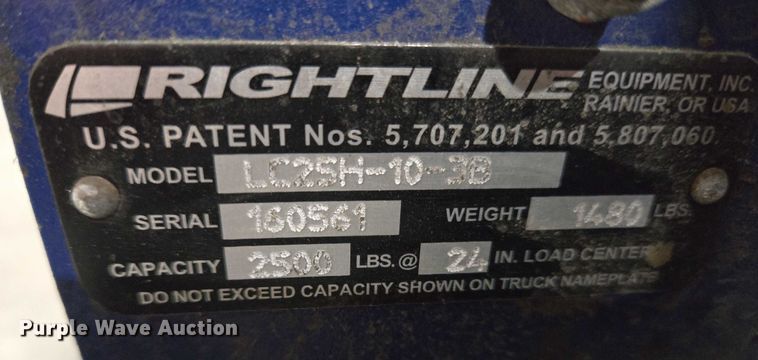 RIGHTLINE EQUIPMENT, INC.
RAINIER, OR USA
U.S. PATENT Nos. 5,707,201 and 5,807,060
MODEL LC25H-10-3B
SERIAL 160561 WEIGHT 1480 LBS
CAPACITY 2500 LBS. @ 24 IN. LOAD CENTER
DO NOT EXCEED CAPACITY SHOWN ON TRUCK NAMEPLATE
Purple Wave Auction